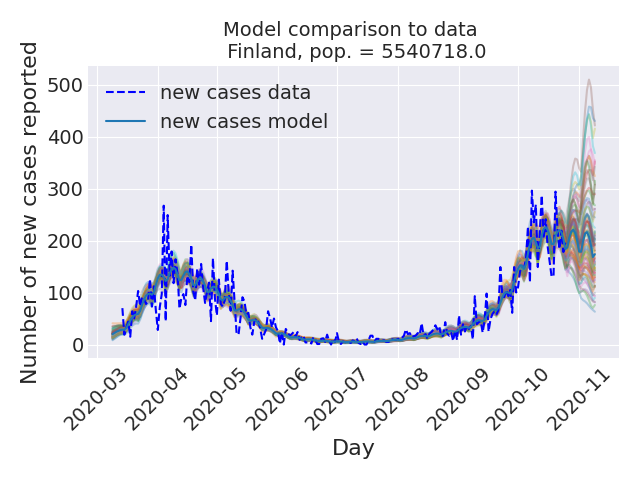 Model comparison to data
Finland, pop. = 5540718.0
Number of new cases reported
500
400
300
200
100
0
new cases data
new cases model
2020-03
2020-04
2020-05
2020-06
2020-07
2020-08
2020-09
2020-10
2020-11
Day